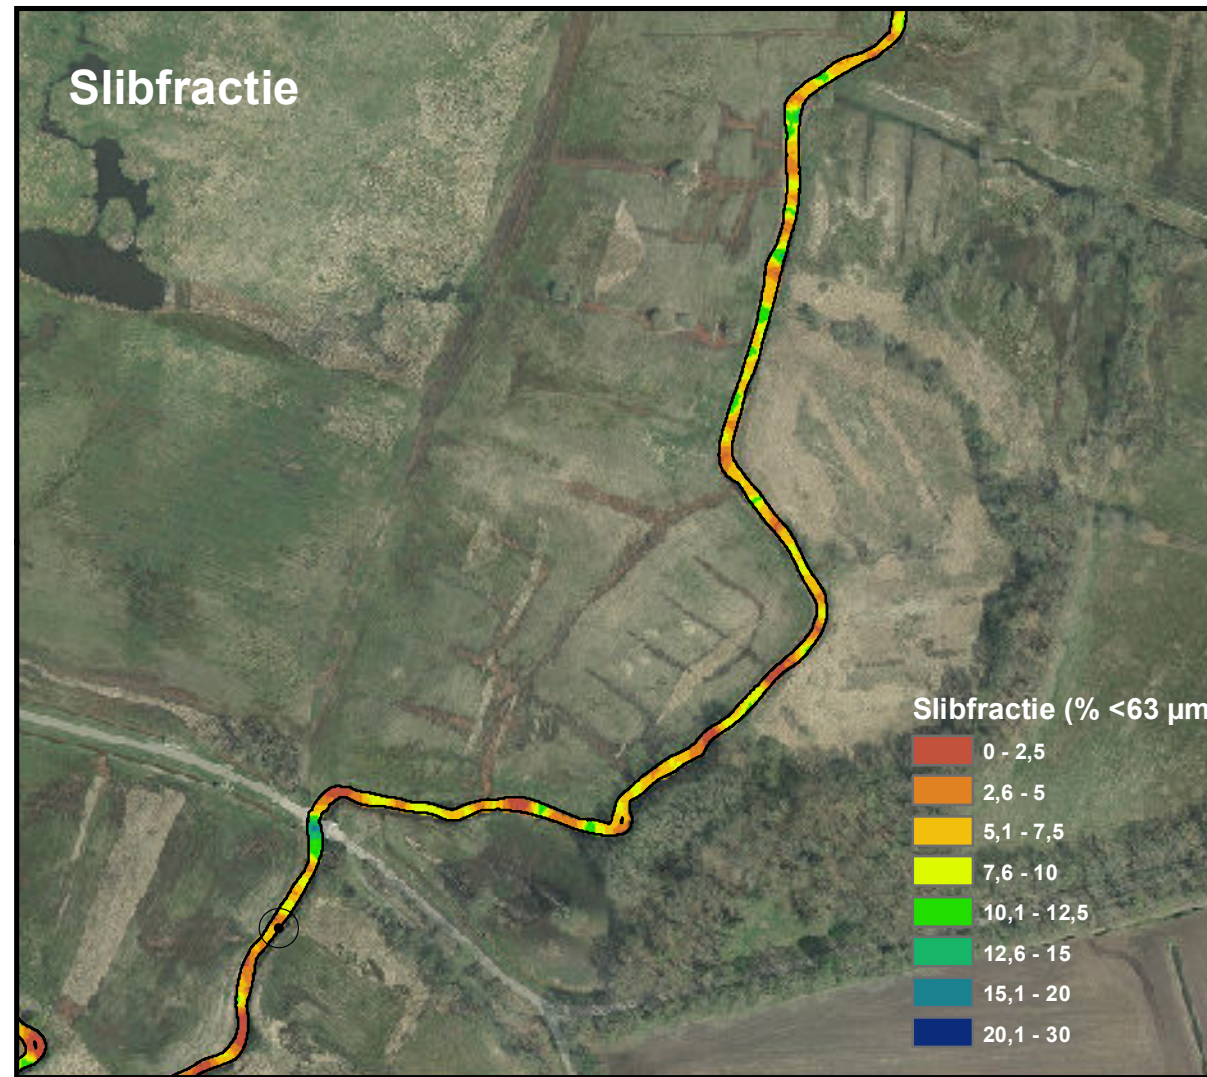 Slibfractie
Slibfractie (% <63 µm
0 - 2,5
2,6 - 5
5,1 - 7,5
7,6 - 10
10,1 - 12,5
12,6 - 15
15,1 - 20
20,1 - 30